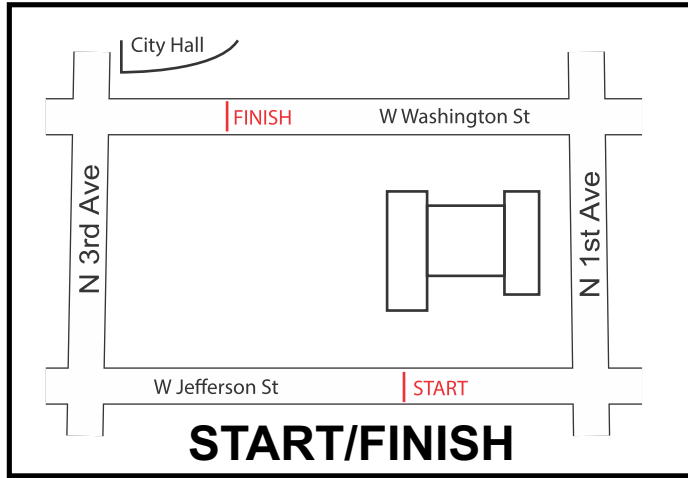 City Hall
FINISH
W Washington St
N 3rd Ave
N 1st Ave
W Jefferson St
START
START/FINISH